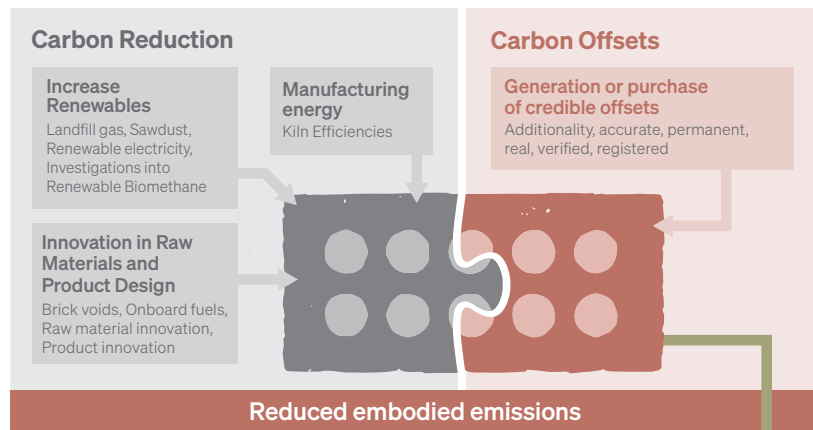 Carbon Reduction
Increase
Renewables
Landfill gas, Sawdust,
Renewable electricity,
Investigations into
Renewable Biomethane
Manufacturing
energy
Kiln Efficiencies
Innovation in Raw
Materials and
Product Design
Brick voids, Onboard fuels,
Raw material innovation,
Product innovation
Carbon Offsets
Generation or purchase
of credible offsets
Additionality, accurate, permanent,
real, verified, registered
Reduced embodied emissions